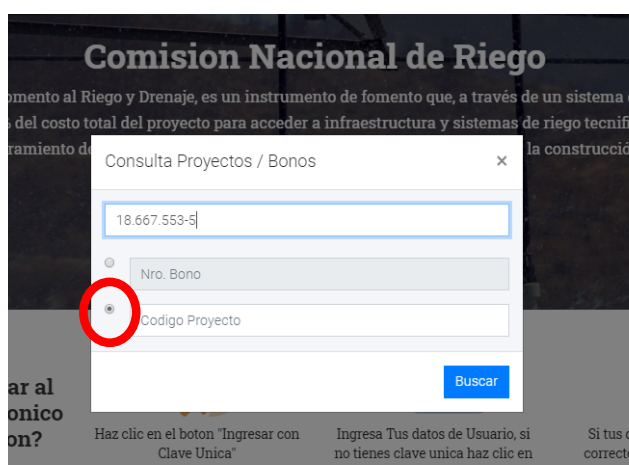 Comision Nacional de Riego
omento al Riego y Drenaje, es un instrumento de fomento que, a través de un sistema
del costo total del proyecto para acceder a infraestructura y sistemas de riego tecnifi
ramiento d
la construcció
Consulta Proyectos / Bonos ×
18.667.553-5
Nro. Bono
Codigo Proyecto
Buscar
ar al
onico
on?
Haz clic en el boton "Ingresar con
Clave Unica"
Ingresa Tus datos de Usuario, si
no tienes clave unica haz clic en
Si tus
correct